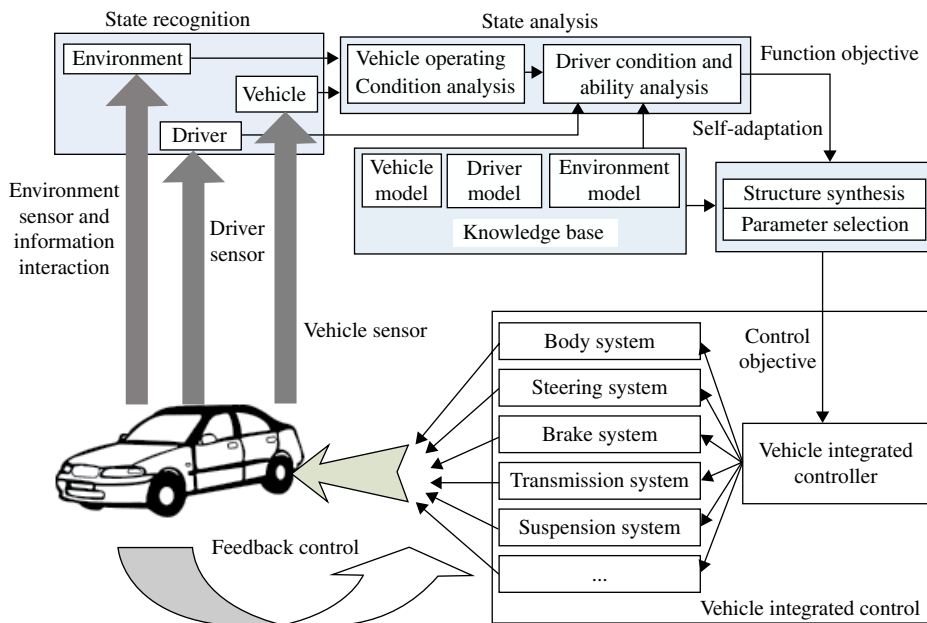 State recognition
State analysis
Environment
Vehicle
Driver
Vehicle operating
Condition analysis
Driver condition and
ability analysis
Function objective
Self-adaptation
Vehicle
model
Driver
model
Environment
model
Knowledge base
Structure synthesis
Parameter selection
Environment
sensor and
information
interaction
Driver
sensor
Vehicle sensor
Control
objective
Body system
Steering system
Brake system
Transmission system
Suspension system
...
Vehicle integrated
controller
Feedback control
Vehicle integrated control